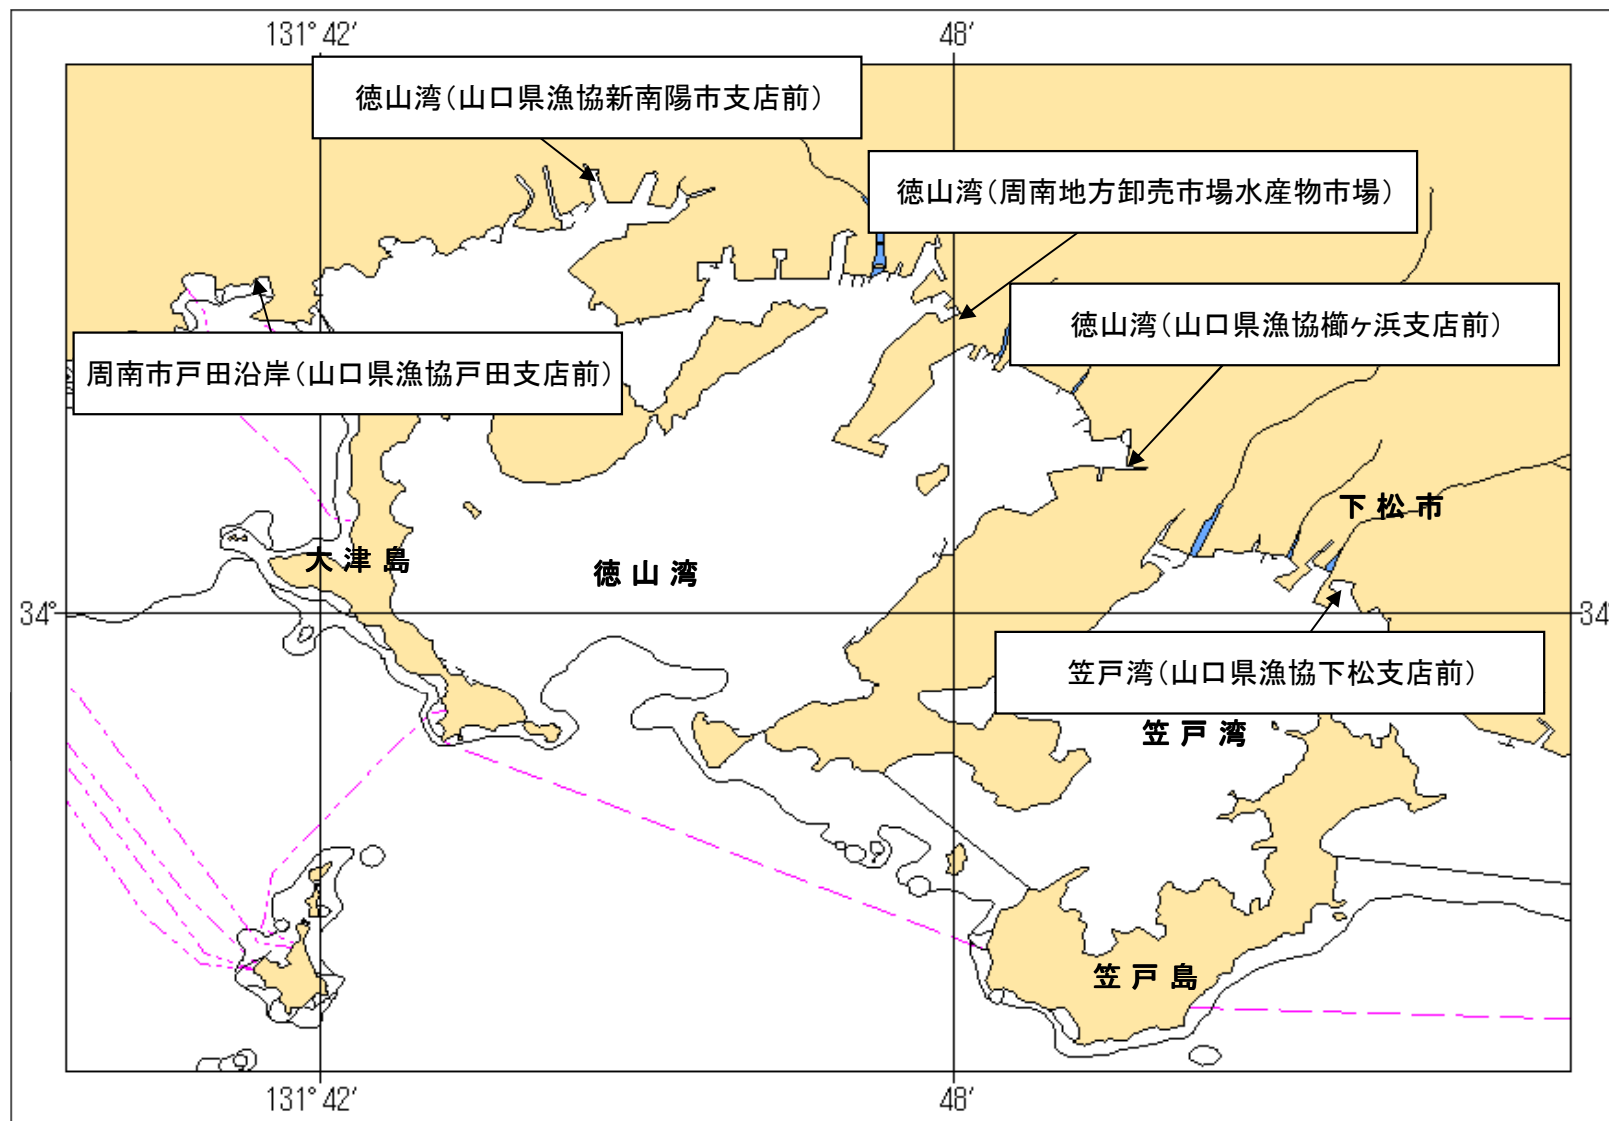 131° 42′
48′
徳山湾(山口県漁協新南陽市支店前)
徳山湾(周南地方卸売市場水産物市場)
徳山湾(山口県漁協櫛ヶ浜支店前)
周南市戸田沿岸(山口県漁協戸田支店前)
下松市
大津島
徳山湾
34°
34°
笠戸湾(山口県漁協下松支店前)
笠戸湾
笠戸島
131° 42′
48′